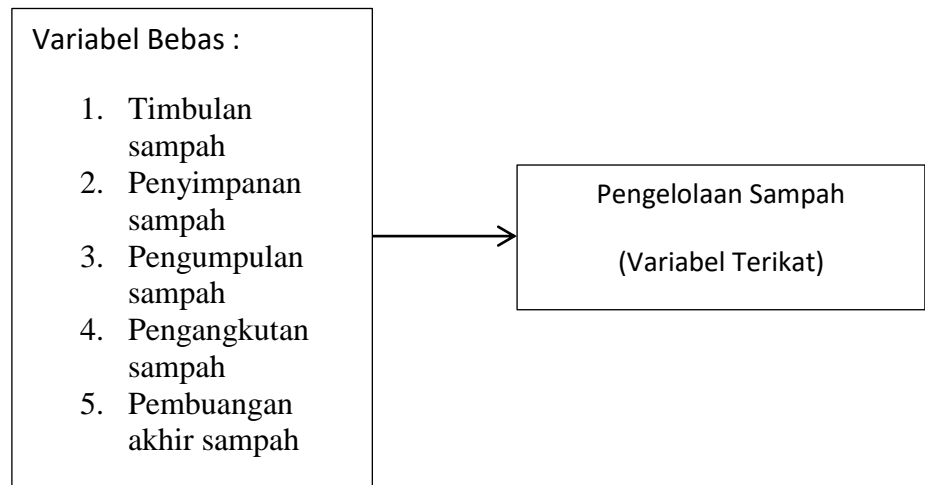 Variabel Bebas :
1. Timbulan
sampah
2. Penyimpanan
sampah
3. Pengumpulan
sampah
4. Pengangkutan
sampah
5. Pembuangan
akhir sampah
Pengelolaan Sampah
(Variabel Terikat)